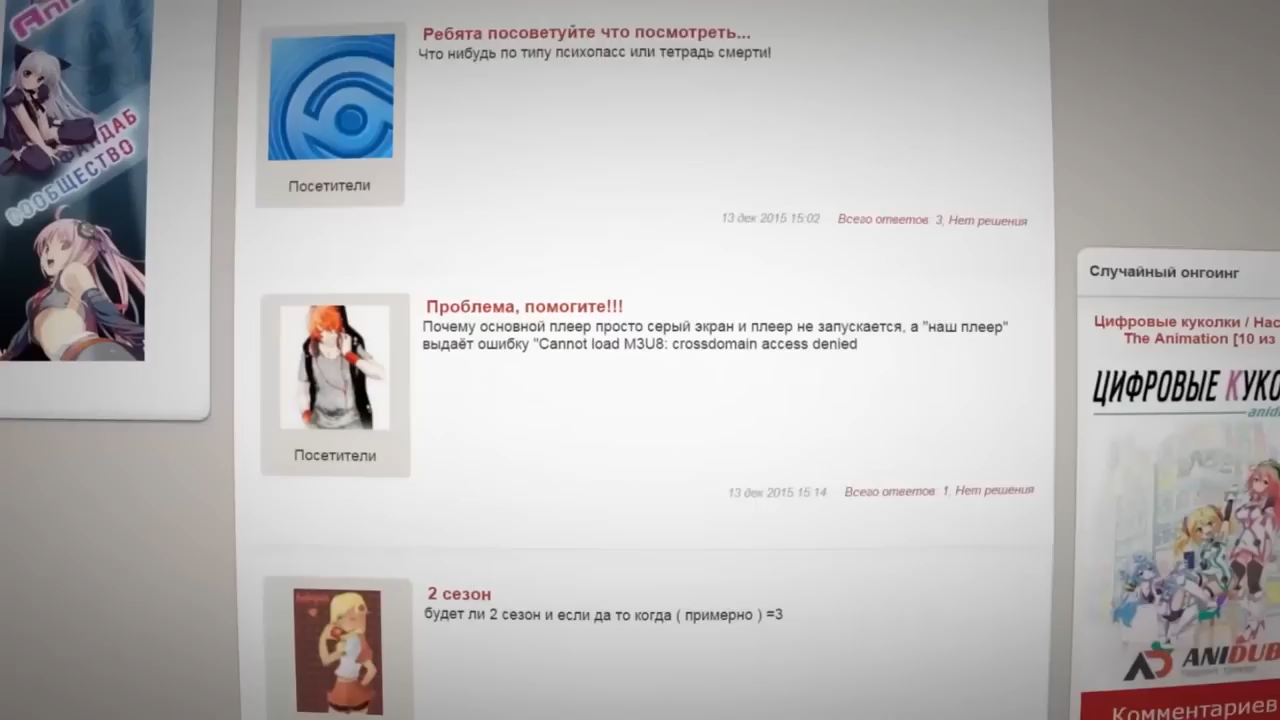 Ani
ФАНДАБ
СООБЩЕСТВО
Ребята посоветуйте что посмотреть...
Что нибудь по типу психопасс или тетрадь смерти!
Посетители
13 дек 2015 15:02 Всего ответов 3, Нет решения
Проблема, помогите!!!
Почему основной плеер просто серый экран и плеер не запускается, а "наш плеер"
выдаёт ошибку "Cannot load M3U8: crossdomain access denied
Посетители
13 дек 2015 15:14 Всего ответов 1, Нет решения
2 сезон
будет ли 2 сезон и если да то когда ( примерно ) =3
Случайный онгоинг
Цифровые куколки / Нас
The Animation [10 из
ЦИФРОВЫЕ КУКО
anid
ANIDUB
Комментариев